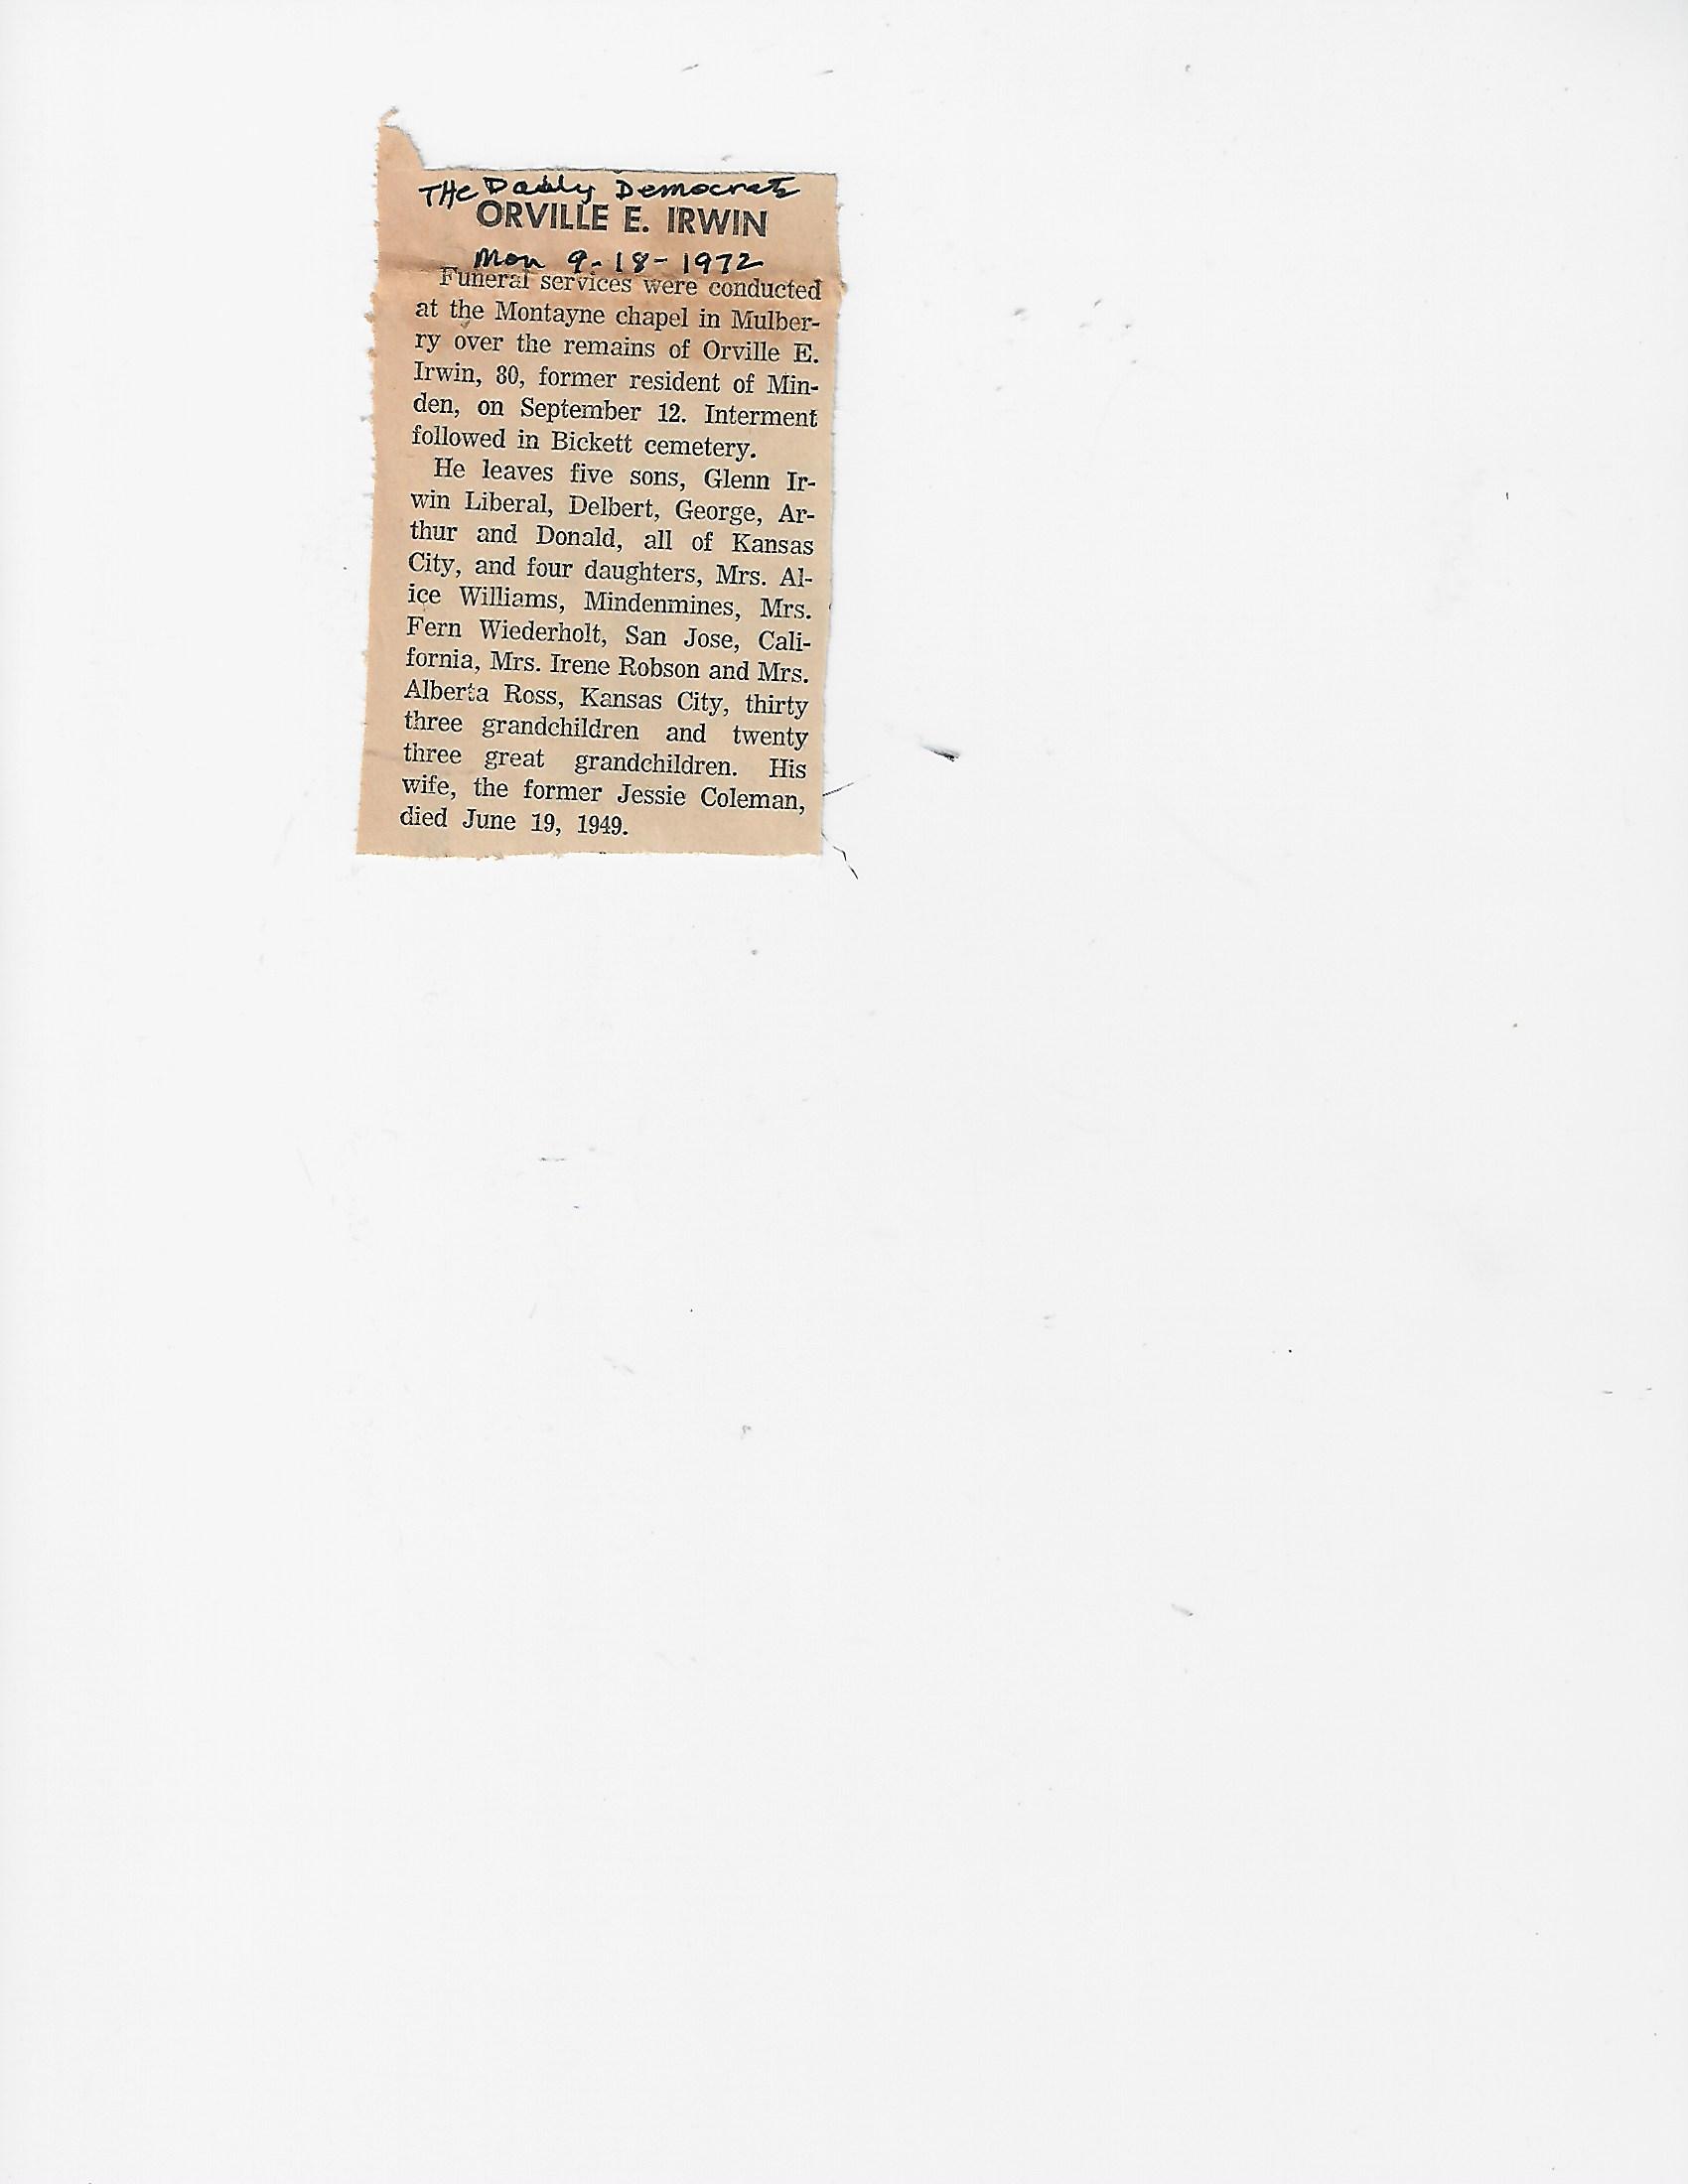 THe Daily Democrat
ORVILLE E. IRWIN
Mon 9-18-1972
Funeral services were conducted
at the Montayne chapel in Mulber-
ry over the remains of Orville E.
Irwin, 80, former resident of Min-
den, on September 12. Interment
followed in Bickett cemetery.
He leaves five sons, Glenn Ir-
win Liberal, Delbert, George, Ar-
thur and Donald, all of Kansas
City, and four daughters, Mrs. Al-
ice Williams, Mindenmines, Mrs.
Fern Wiederholt, San Jose, Cali-
fornia, Mrs. Irene Robson and Mrs.
Alberta Ross, Kansas City, thirty
three grandchildren and twenty
three great grandchildren. His
wife, the former Jessie Coleman,
died June 19, 1949.